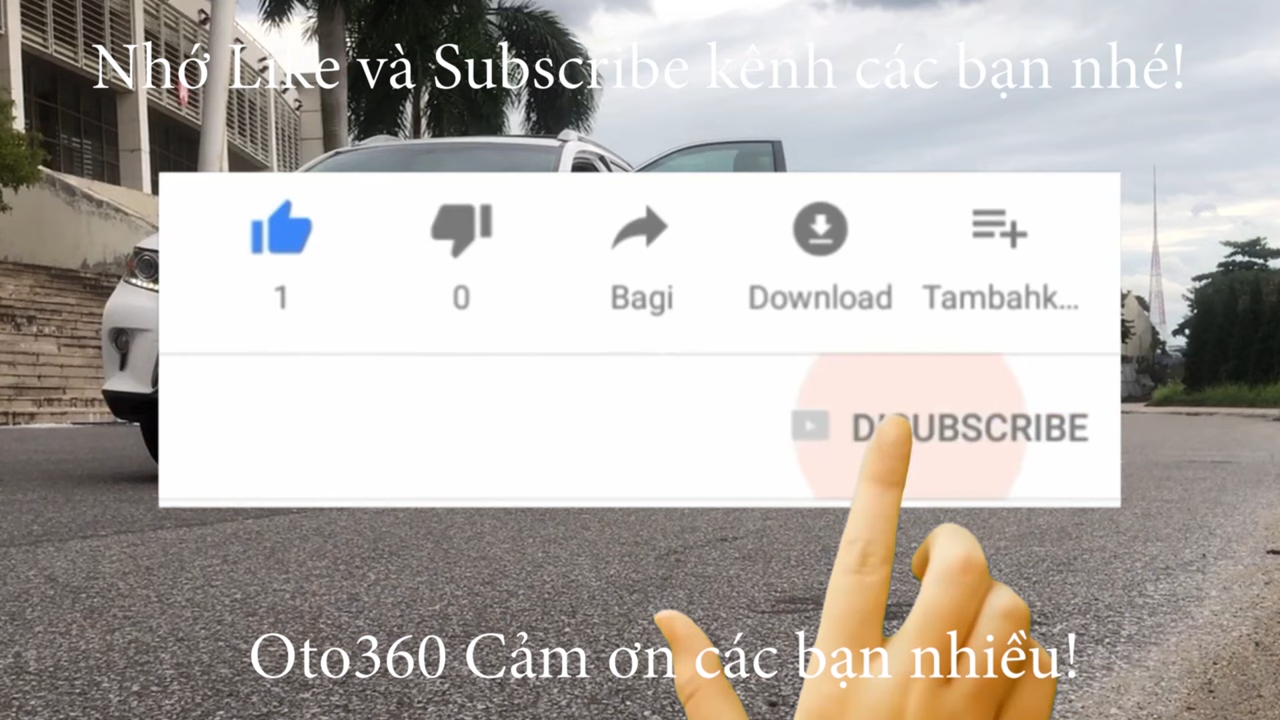 Nhớ Like và Subscribe kênh các bạn nhé!
1
0
Bagi
Download
Tambahk...
Oto360 Cảm ơn các bạn nhiều!